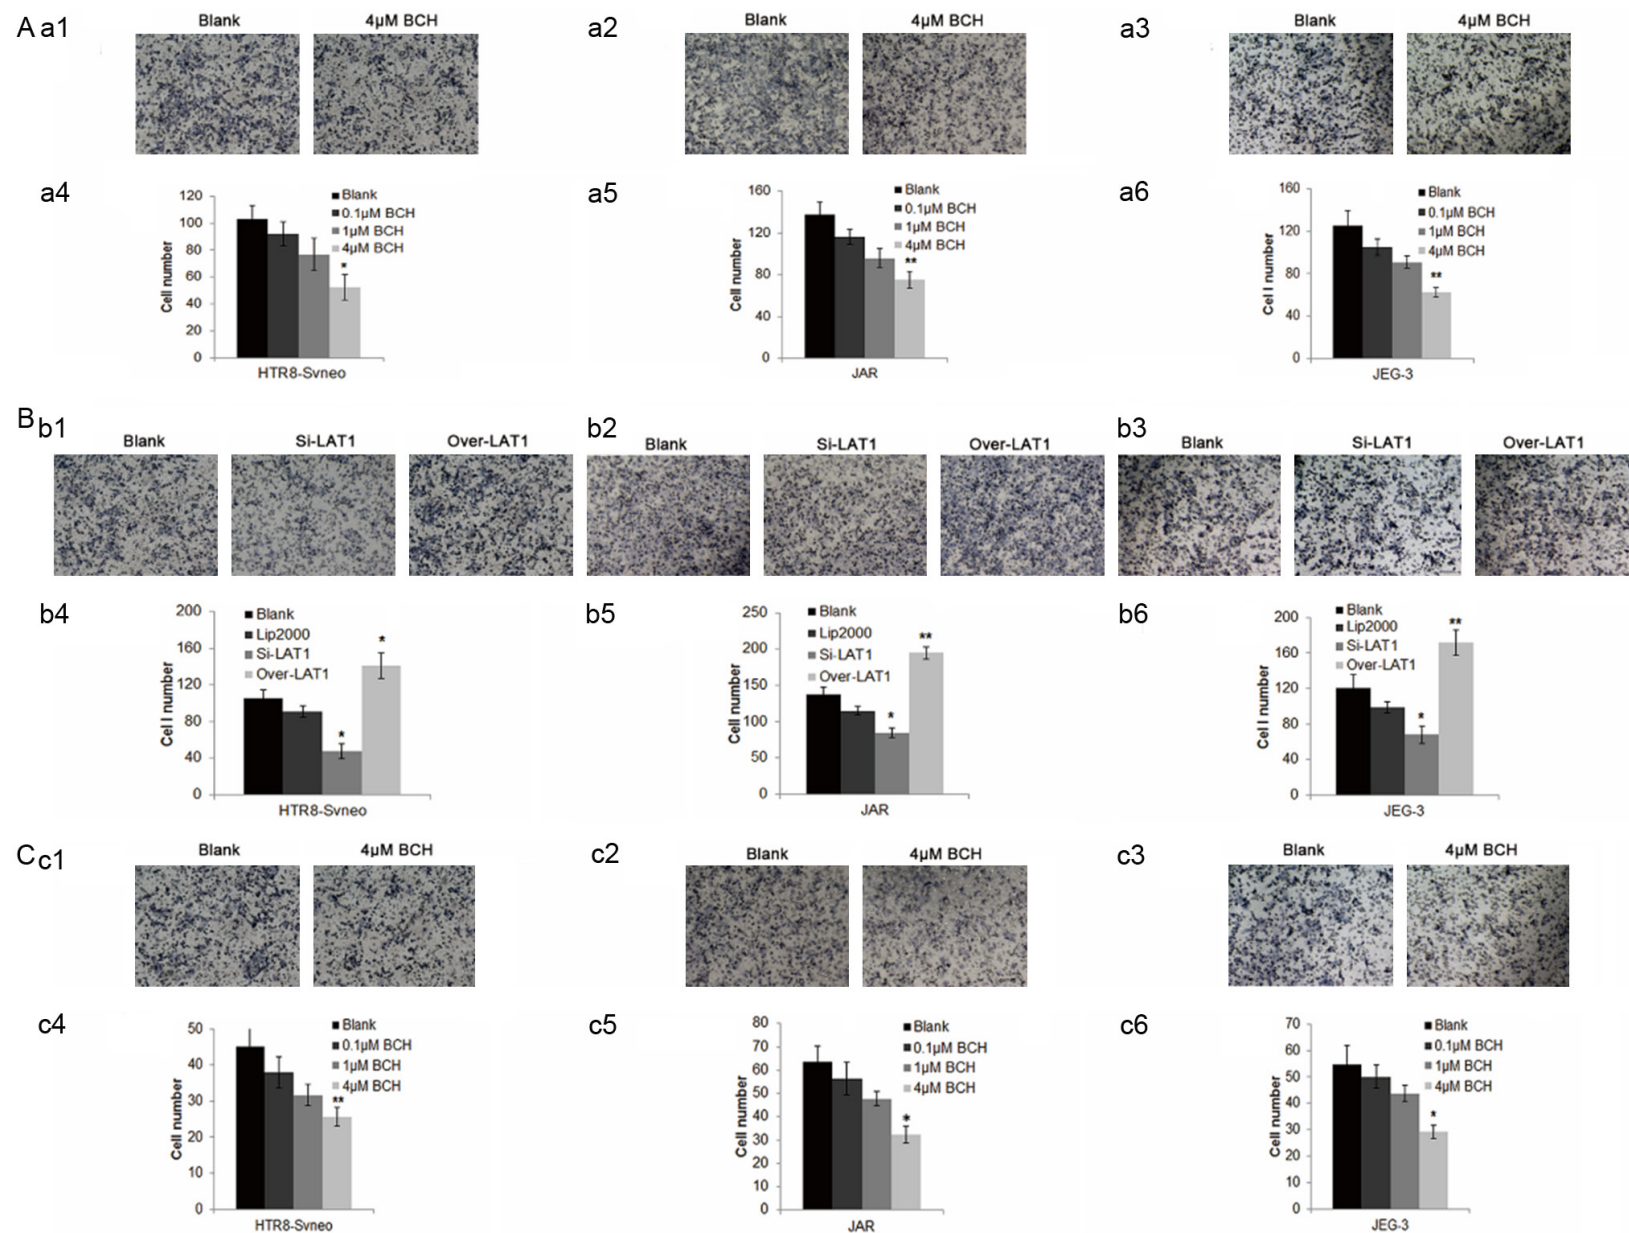 A a1
Blank 4µM BCH
a2
Blank 4µM BCH
a3
Blank 4µM BCH
a4
120
100
80
60
40
20
0
Cell number
Blank
0.1µM BCH
1µM BCH
4µM BCH
*
HTR8-Svneo
a5
160
120
80
40
0
Cell number
Blank
0.1µM BCH
1µM BCH
4µM BCH
**
JAR
a6
160
120
80
40
0
Cel l number
Blank
0.1µM BCH
1µM BCH
4µM BCH
**
JEG-3
B b1
Blank Si-LAT1 Over-LAT1
b2
Blank Si-LAT1 Over-LAT1
b3
Blank Si-LAT1 Over-LAT1
b4
200
160
120
80
40
0
Cel l number
Blank
Lip2000
Si-LAT1
Over-LAT1
*
*
HTR8-Svneo
b5
250
200
150
100
50
0
Cell number
Blank
Lip2000
Si-LAT1
Over-LAT1
*
**
JAR
b6
200
160
120
80
40
0
Cel l number
Blank
Lip2000
Si-LAT1
Over-LAT1
*
**
JEG-3
C c1
Blank 4µM BCH
c2
Blank 4µM BCH
c3
Blank 4µM BCH
c4
50
40
30
20
10
0
Cell number
Blank
0.1µM BCH
1µM BCH
4µM BCH
**
HTR8-Svneo
c5
80
70
60
50
40
30
20
10
0
Cell number
Blank
0.1µM BCH
1µM BCH
4µM BCH
*
JAR
c6
70
60
50
40
30
20
10
0
Cell number
Blank
0.1µM BCH
1µM BCH
4µM BCH
*
JEG-3